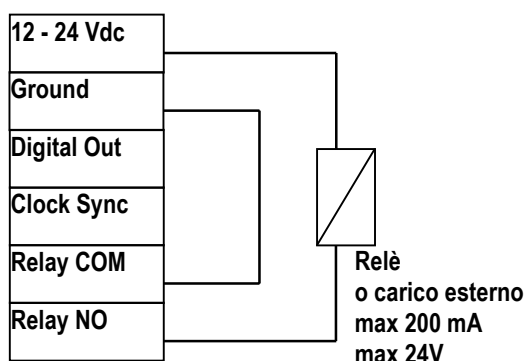 12 - 24 Vdc
Ground
Digital Out
Clock Sync
Relay COM
Relay NO
Relè
o carico esterno
max 200 mA
max 24V